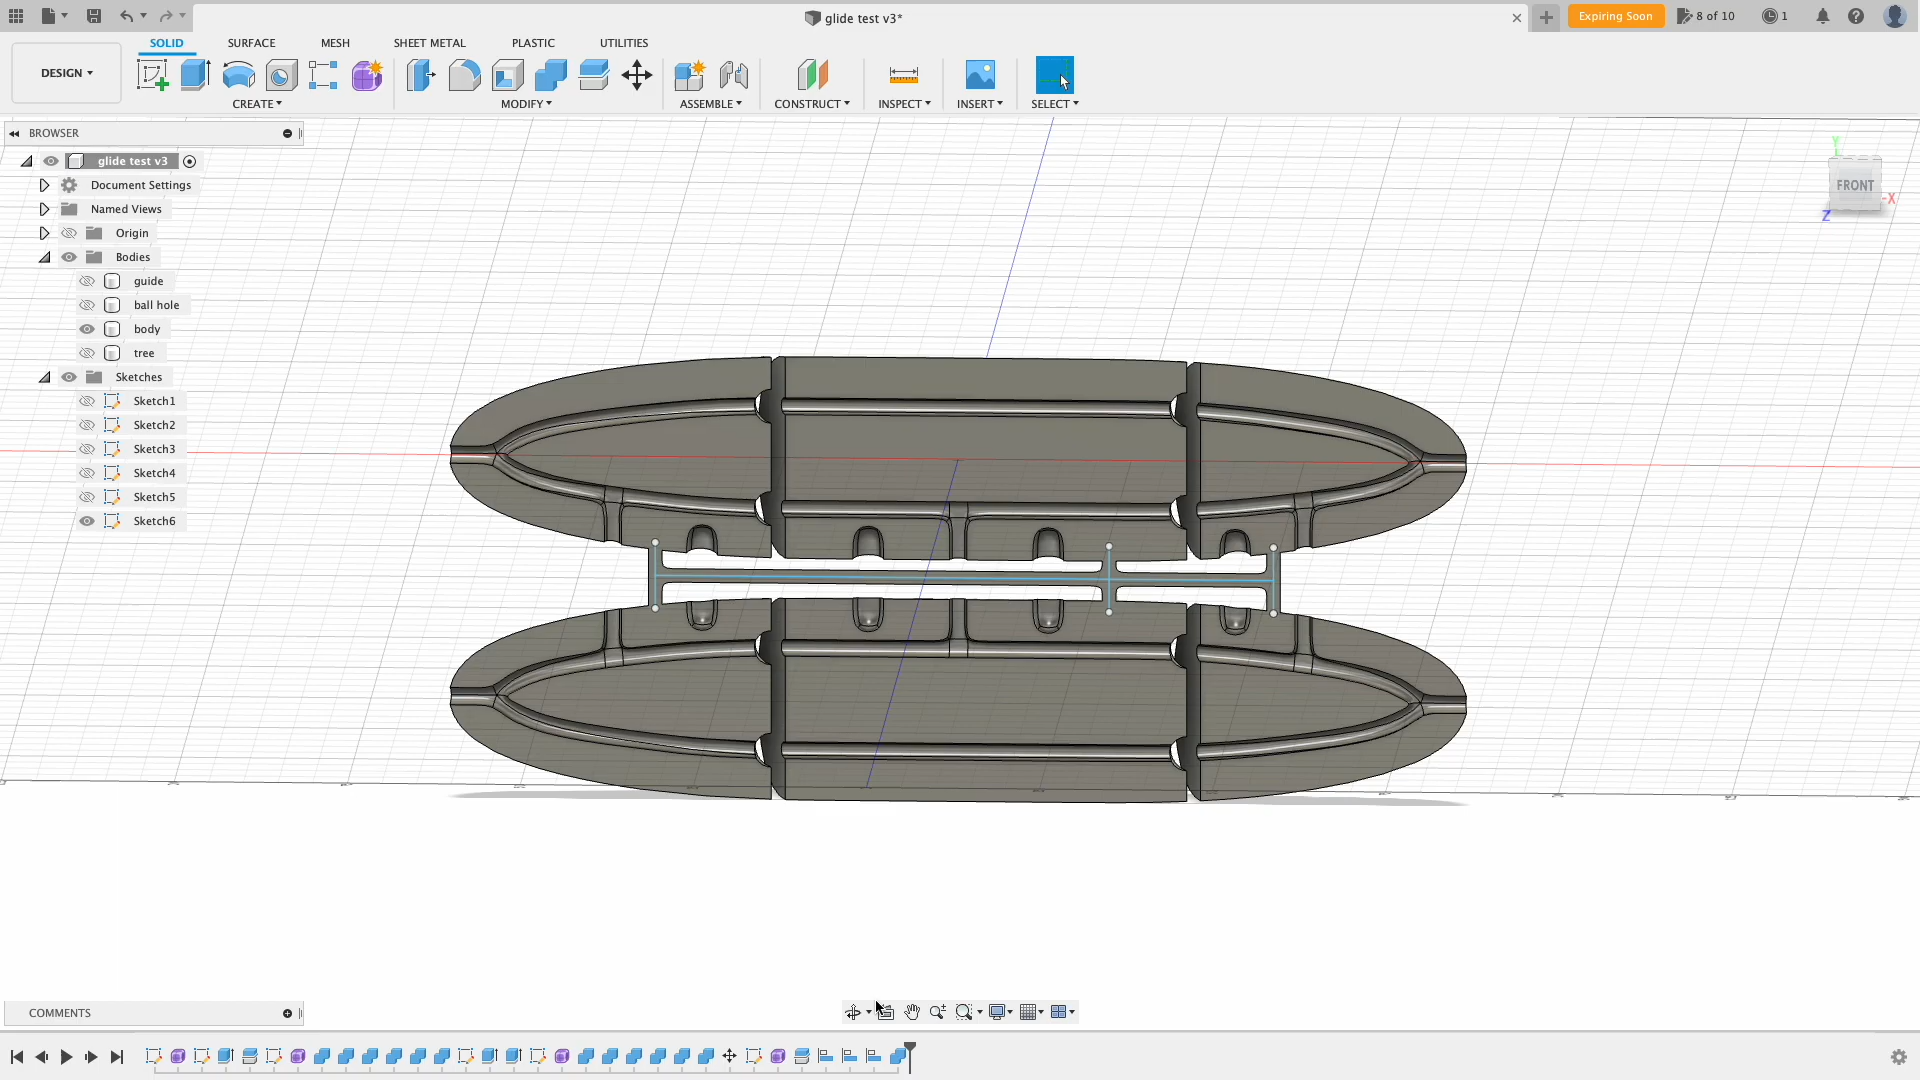 glide test v3*
Expiring Soon
8 of 10
1
SOLID
SURFACE
MESH
SHEET METAL
PLASTIC
UTILITIES
DESIGN
CREATE
MODIFY
ASSEMBLE
CONSTRUCT
INSPECT
INSERT
SELECT
BROWSER
glide test v3
Document Settings
Named Views
Origin
Bodies
guide
ball hole
body
tree
Sketches
Sketch1
Sketch2
Sketch3
Sketch4
Sketch5
Sketch6
Y
FRONT
-X
Z
COMMENTS